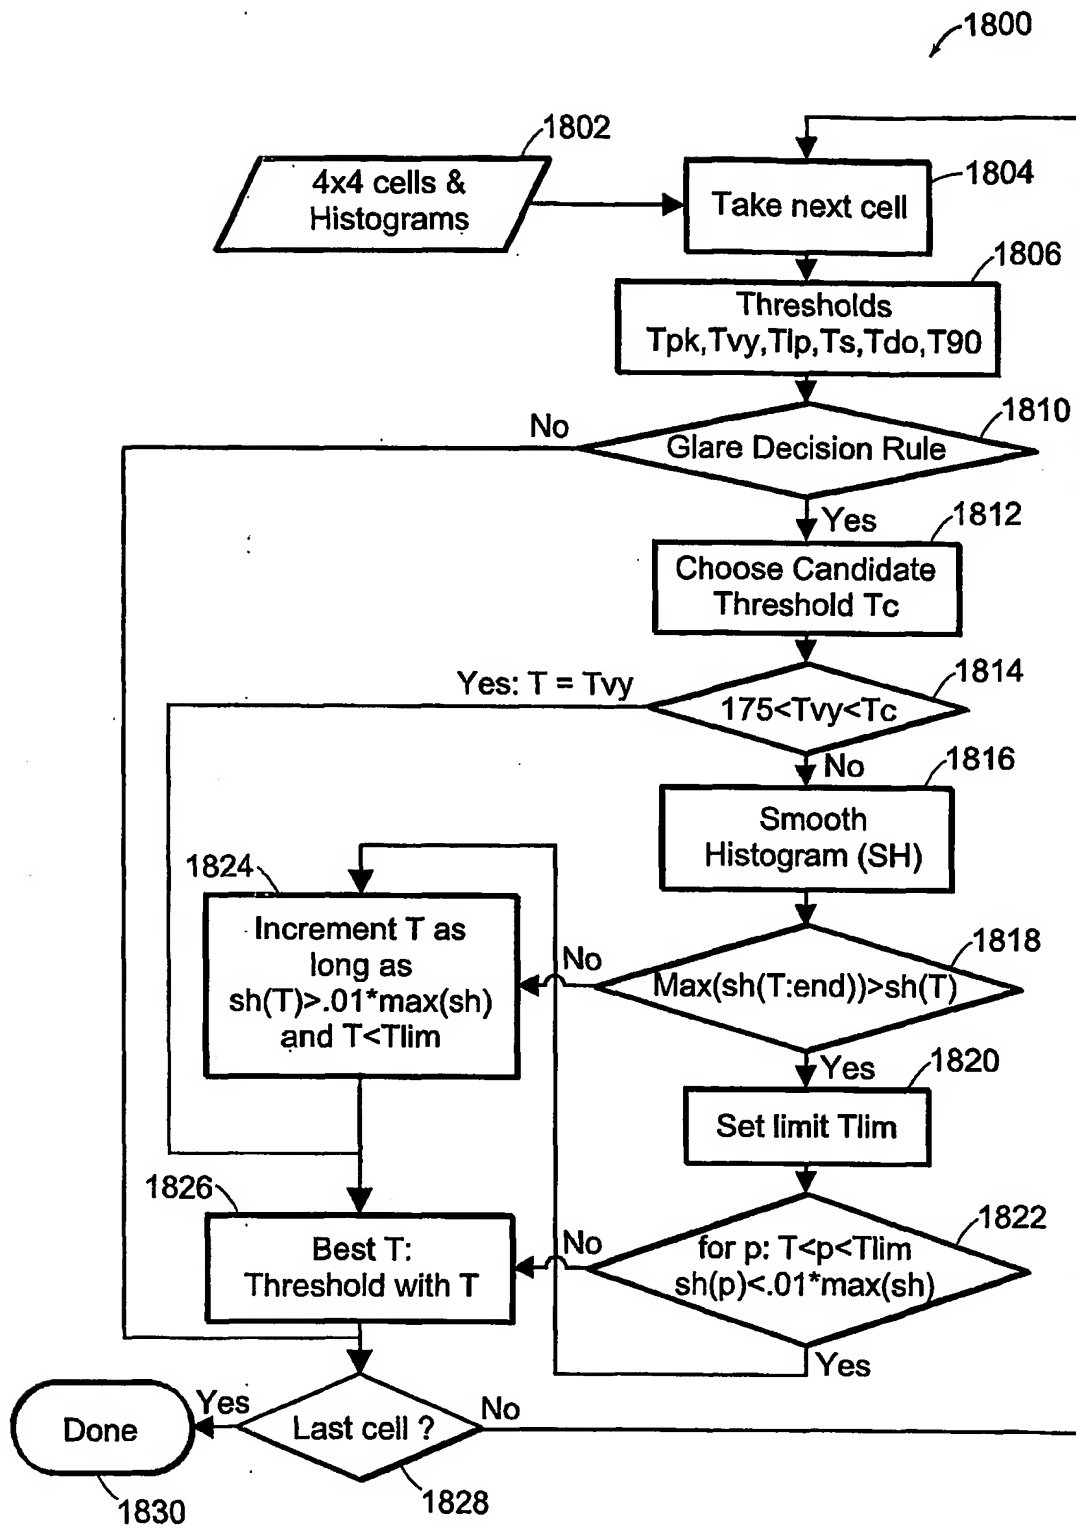 1800
1802
4x4 cells &
Histograms
1804
Take next cell
1806
Thresholds
Tpk,Tvy,Tlp,Ts,Tdo,T90
1810
No
Glare Decision Rule
Yes
1812
Choose Candidate
Threshold Tc
1814
Yes: T = Tvy
175<Tvy<Tc
No
1816
Smooth
Histogram (SH)
1824
Increment T as
long as
sh(T)>.01*max(sh)
and T<Tlim
1818
No
Max(sh(T:end))>sh(T)
Yes
1820
Set limit Tlim
1826
Best T:
Threshold with T
1822
No
for p: T<p<Tlim
sh(p)<.01*max(sh)
Yes
Yes
Last cell ?
No
Done
1828
1830